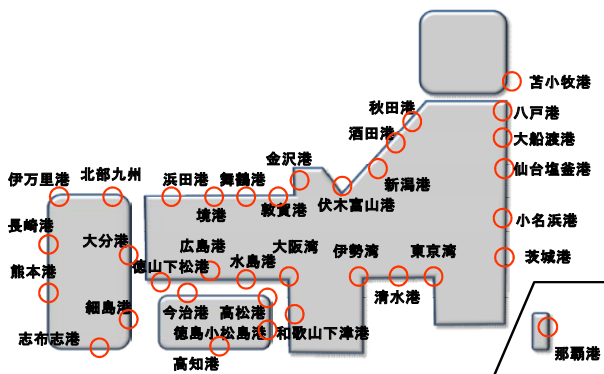 苫小牧港
秋田港
八戸港
酒田港
大船渡港
金沢港
仙台塩釜港
伊万里港
北部九州
浜田港
舞鶴港
新潟港
境港
敦賀港
伏木富山港
長崎港
小名浜港
大分港
広島港
大阪湾
伊勢湾
東京湾
茨城港
徳山下松港
水島港
熊本港
清水港
今治港
高松港
細島港
徳島小松島港
和歌山下津港
志布志港
高知港
那覇港